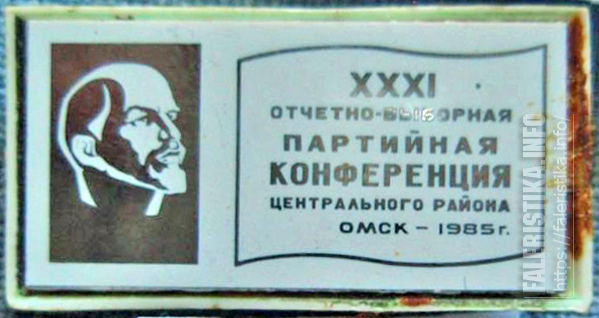 XXXI
ОТЧЕТНО-ВЫБОРНАЯ
ПАРТИЙНАЯ
КОНФЕРЕНЦИЯ
ЦЕНТРАЛЬНОГО РАЙОНА
ОМСК - 1985г.
FALERISTIKA.INFO
https://faleristika.info/